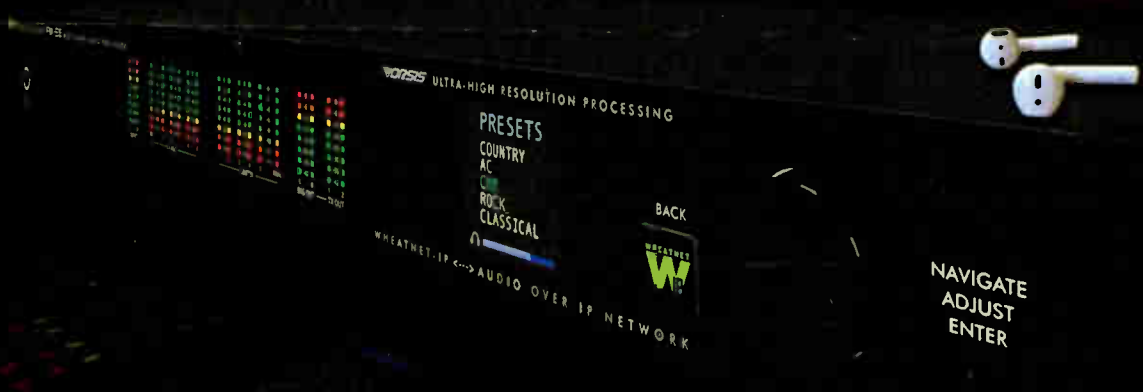 VORSIS ULTRA-HIGH RESOLUTION PROCESSING
PRESETS
COUNTRY
AC
ROCK
CLASSICAL
BACK
WHEATNET
W
WHEATNET-IP <--->AUDIO OVER IP NETWORK
NAVIGATE
ADJUST
ENTER